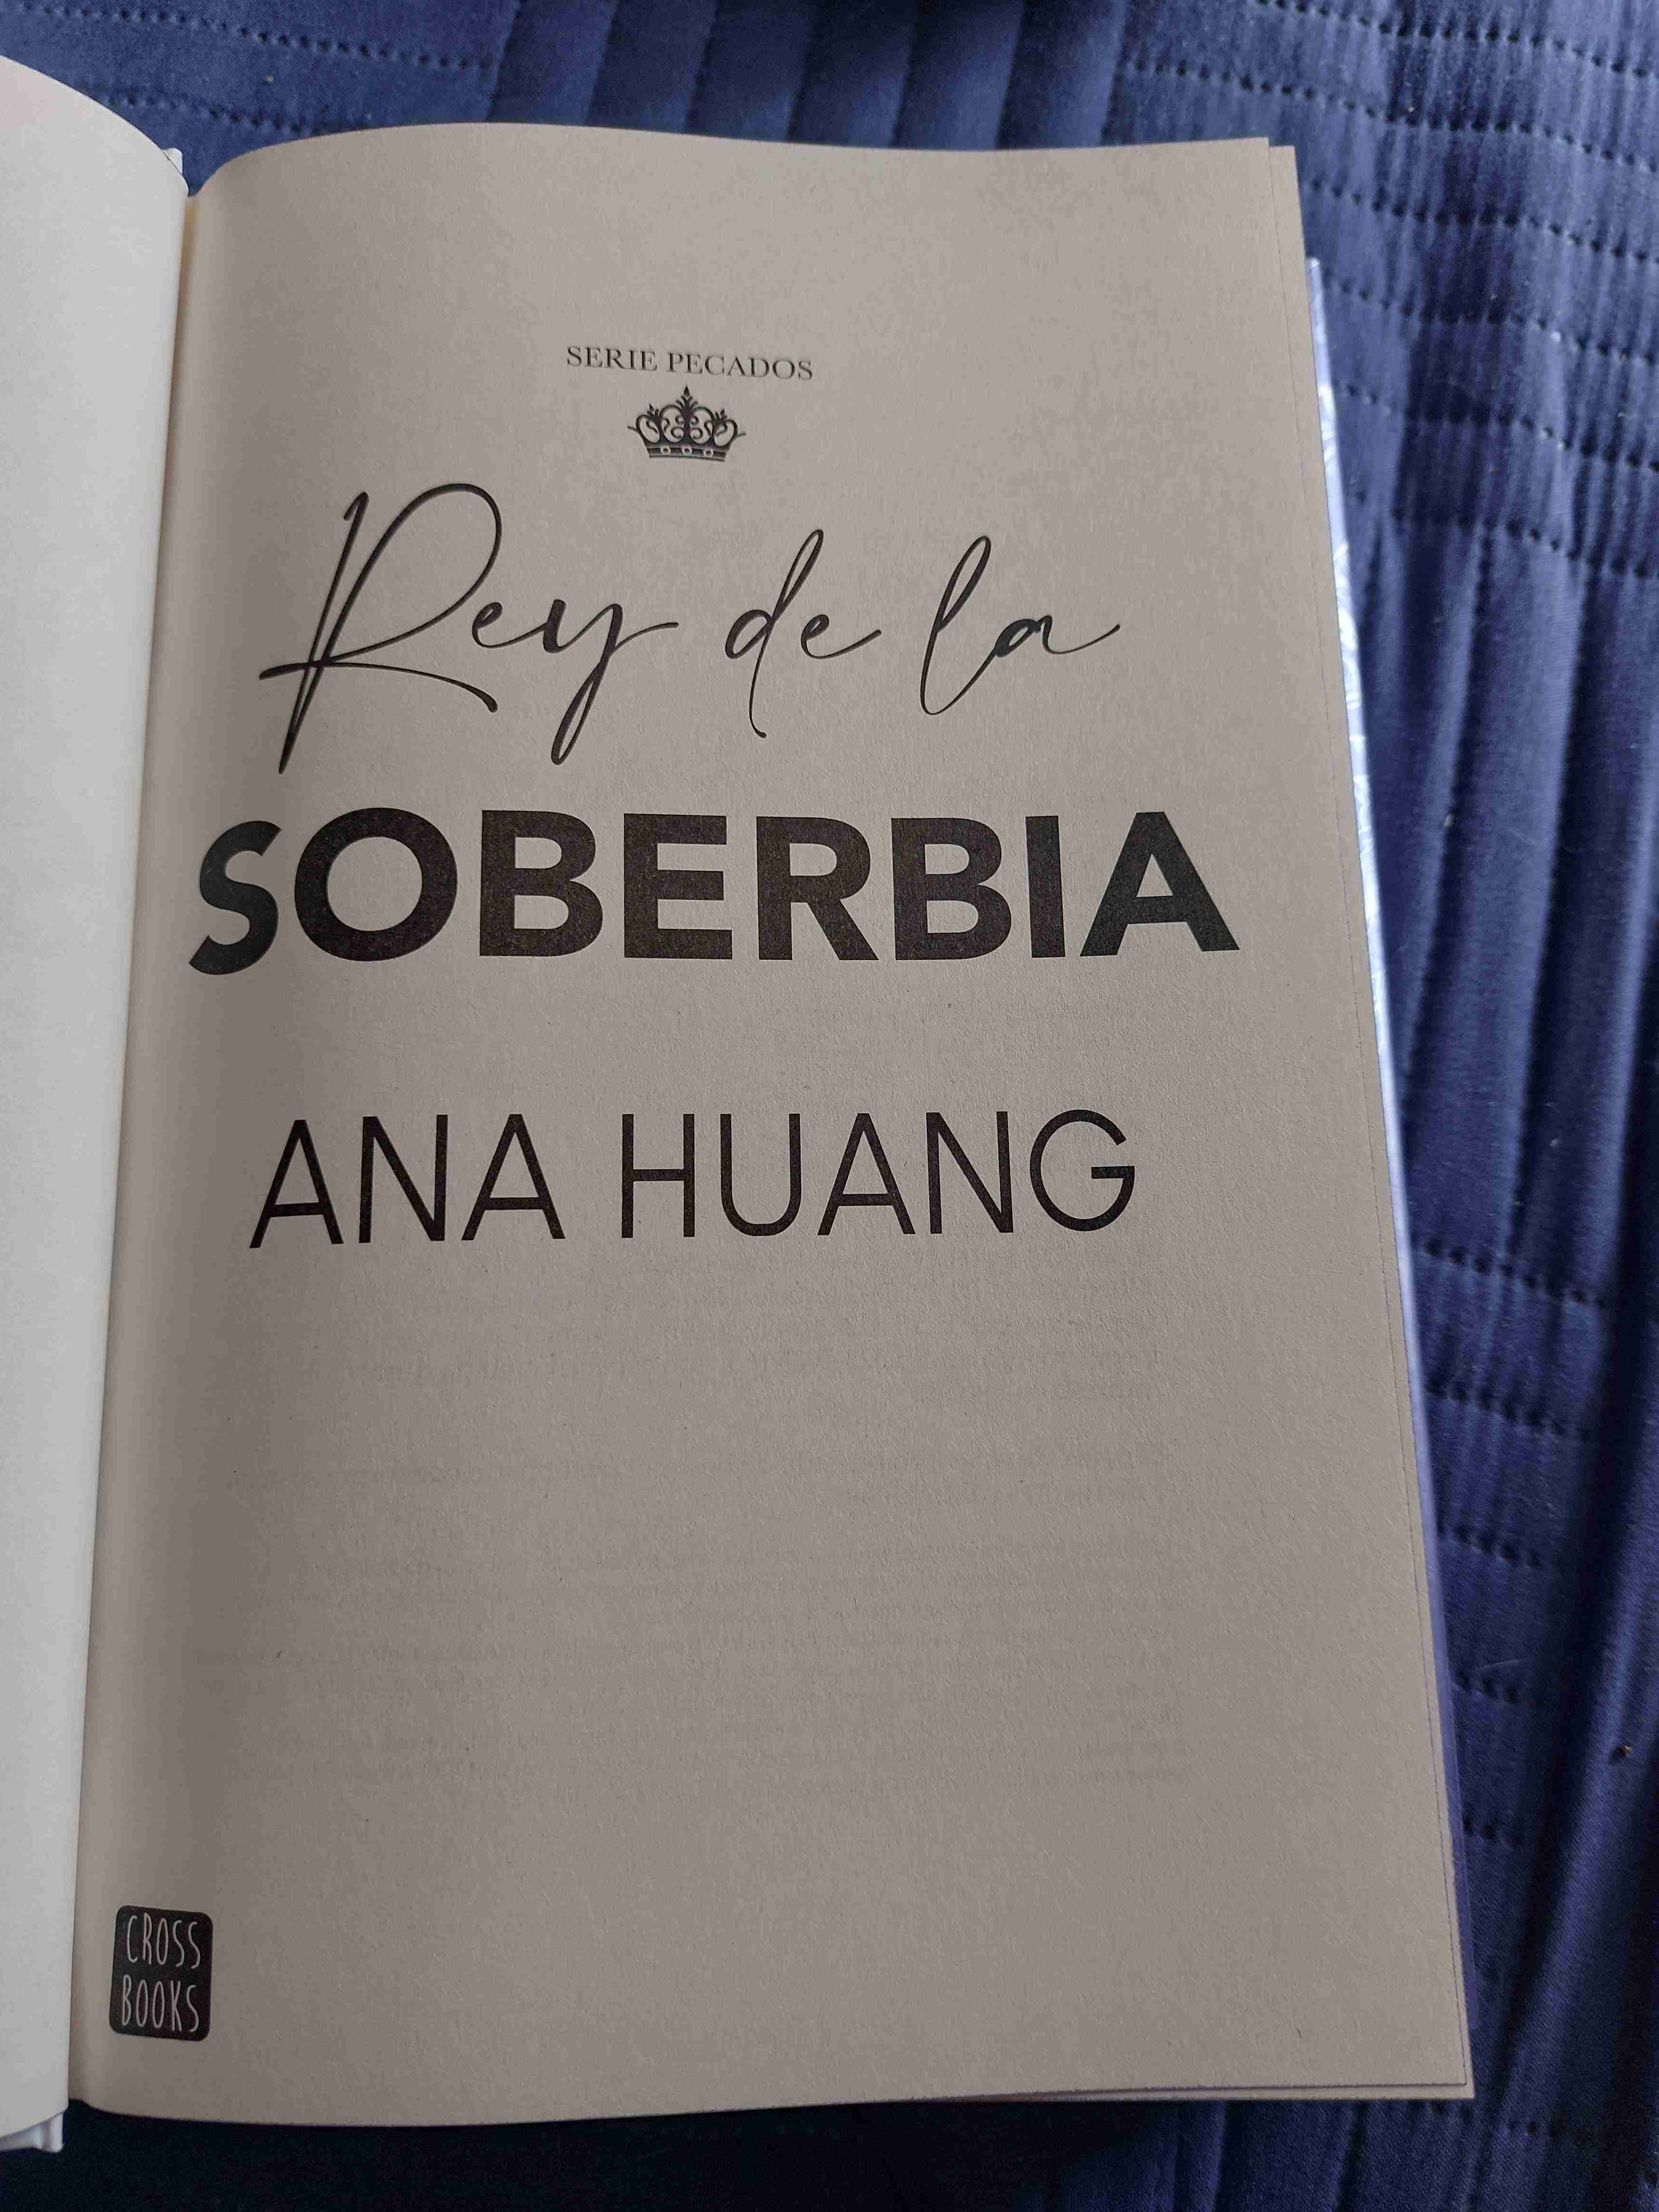 SERIE PECADOS
Rey de la
SOBERBIA
ANA HUANG
CROSS
BOOKS